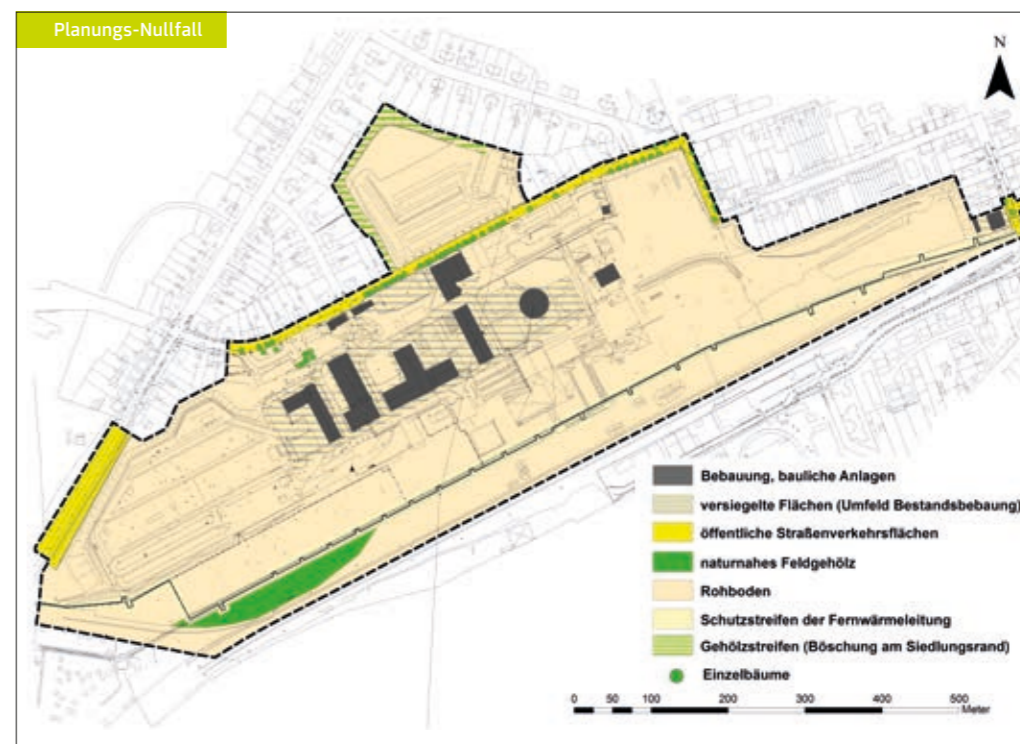 Planungs-Nullfall
N
Bebauung, bauliche Anlagen
versiegelte Flächen (Umfeld Bestandsbebaung)
öffentliche Straßenverkehrsflächen
naturnahes Feldgehölz
Rohboden
Schutzstreifen der Fernwärmeleitung
Gehölzstreifen (Böschung am Siedlungsrand)
Einzelbäume
0 50 100 200 300 400 500
Meter